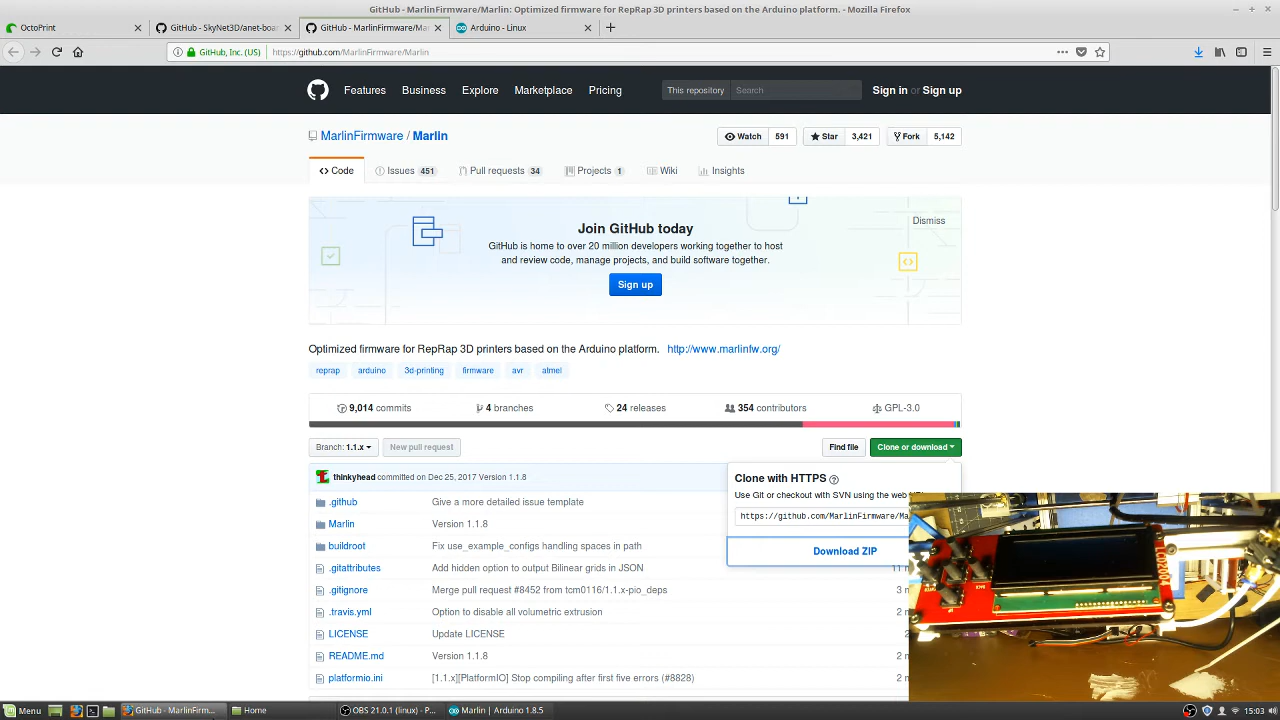 GitHub - MarlinFirmware/Marlin: Optimized firmware for RepRap 3D printers based on the Arduino platform. - Mozilla Firefox
OctoPrint
GitHub - SkyNet3D/anet-boar
GitHub - MarlinFirmware/Mar
Arduino - Linux
GitHub, Inc. (US)
https://github.com/MarlinFirmware/Marlin
Features
Business
Explore
Marketplace
Pricing
This repository
Search
Sign in or Sign up
MarlinFirmware / Marlin
Watch 591
Star 3,421
Fork 5,142
Code
Issues 451
Pull requests 34
Projects 1
Wiki
Insights
Dismiss
Join GitHub today
GitHub is home to over 20 million developers working together to host
and review code, manage projects, and build software together.
Sign up
Optimized firmware for RepRap 3D printers based on the Arduino platform. http://www.marlinfw.org/
reprap arduino 3d-printing firmware avr atmel
9,014 commits
4 branches
24 releases
354 contributors
GPL-3.0
Branch: 1.1.x
New pull request
Find file
Clone or download
thinkyhead committed on Dec 25, 2017 Version 1.1.8
Clone with HTTPS
Use Git or checkout with SVN using the web
https://github.com/MarlinFirmware/Ma
Download ZIP
.github Give a more detailed issue template
Marlin Version 1.1.8
buildroot Fix use_example_configs handling spaces in path
.gitattributes Add hidden option to output Bilinear grids in JSON 11
.gitignore Merge pull request #8452 from tcm0116/1.1.x-pio_deps 3
.travis.yml Option to disable all volumetric extrusion 2
LICENSE Update LICENSE 2
README.md Version 1.1.8 2
platformio.ini [1.1.x][PlatformIO] Stop compiling after first five errors (#8828) 2
Menu
GitHub - MarlinFirm...
Home
OBS 21.0.1 (linux) - P...
Marlin | Arduino 1.8.5
15:03